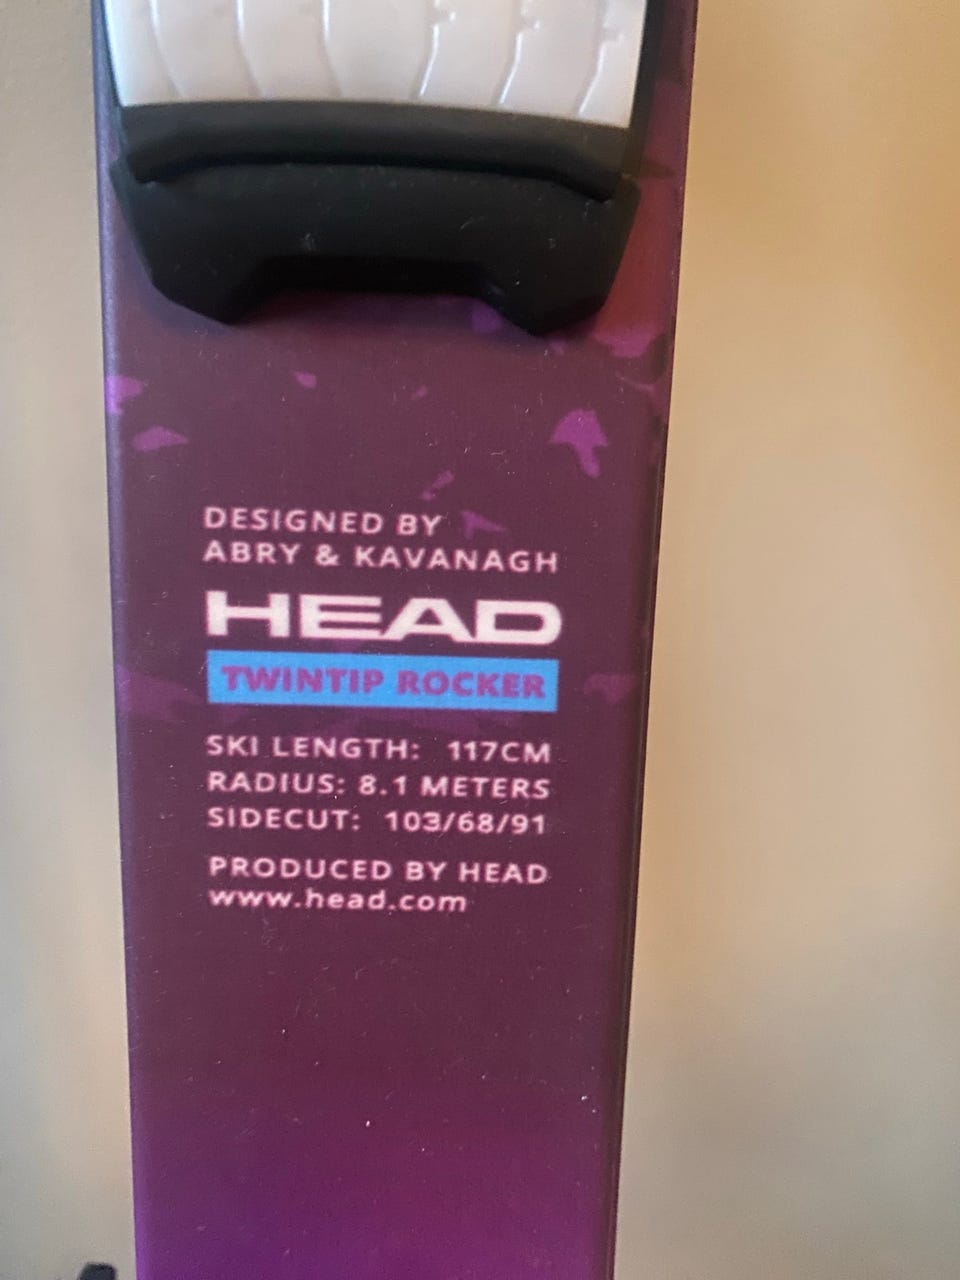 DESIGNED BY
ABRY & KAVANAGH
HEAD
TWINTIP ROCKER
SKI LENGTH: 117CM
RADIUS: 8.1 METERS
SIDECUT: 103/68/91
PRODUCED BY HEAD
www.head.com